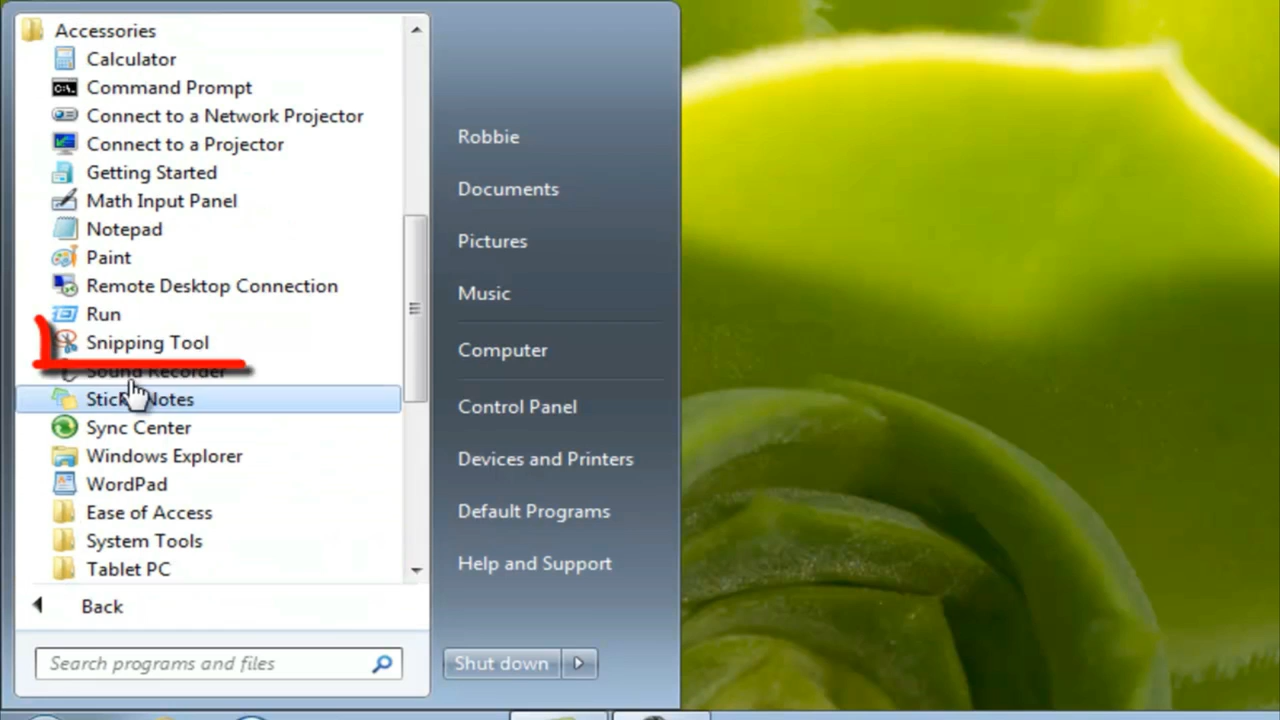 Accessories
Calculator
Command Prompt
Connect to a Network Projector
Connect to a Projector
Getting Started
Math Input Panel
Notepad
Paint
Remote Desktop Connection
Run
Snipping Tool
Sound Recorder
Sticky Notes
Sync Center
Windows Explorer
WordPad
Ease of Access
System Tools
Tablet PC
Back
Search programs and files
Robbie
Documents
Pictures
Music
Computer
Control Panel
Devices and Printers
Default Programs
Help and Support
Shut down